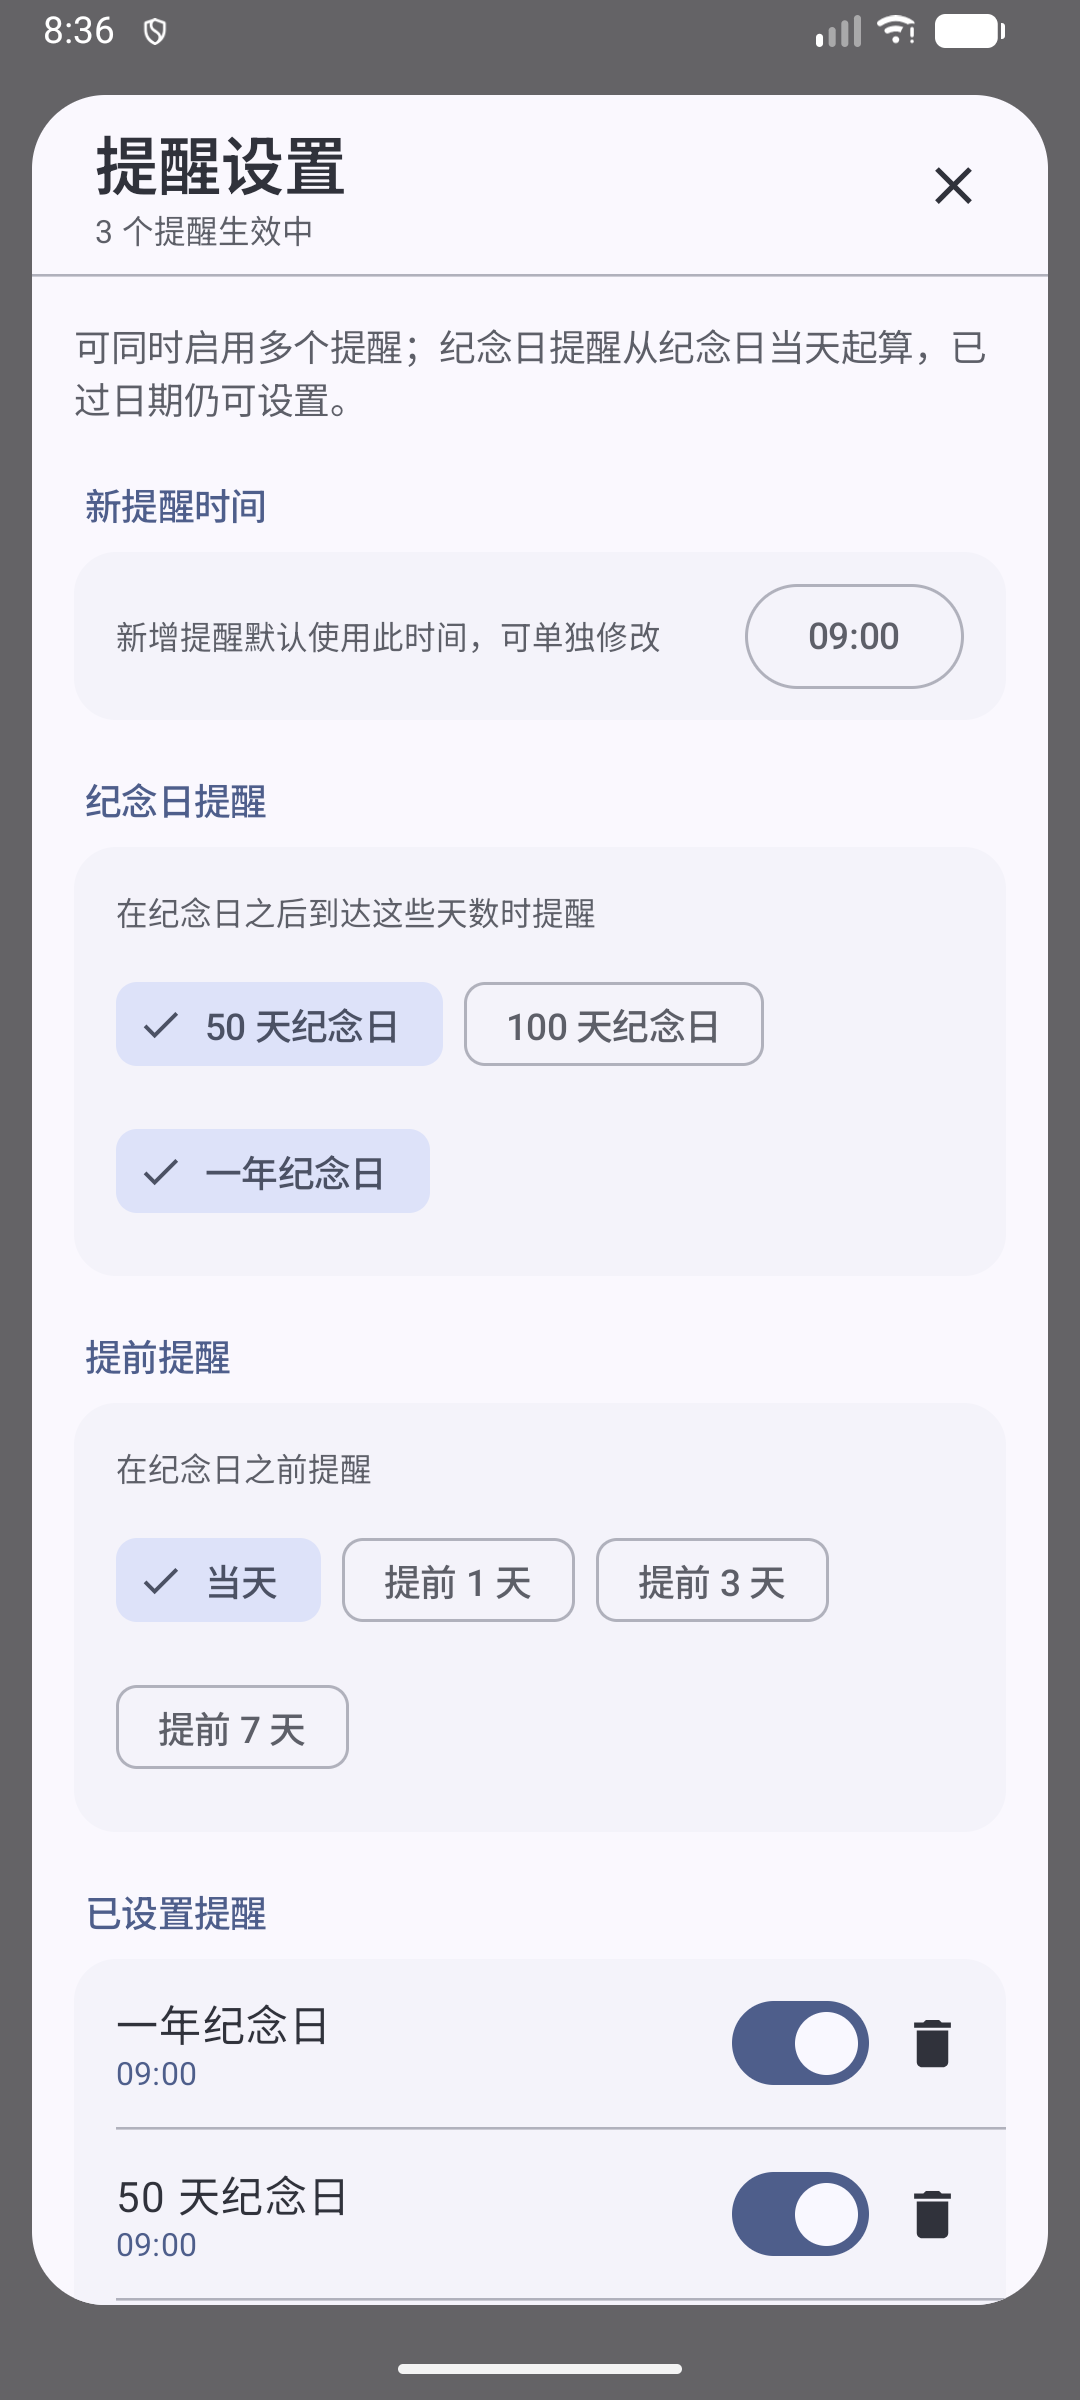 8:36
提醒设置
3 个提醒生效中
可同时启用多个提醒；纪念日提醒从纪念日当天起算，已
过日期仍可设置。
新提醒时间
新增提醒默认使用此时间，可单独修改
09:00
纪念日提醒
在纪念日之后到达这些天数时提醒
50 天纪念日
100 天纪念日
一年纪念日
提前提醒
在纪念日之前提醒
当天
提前 1 天
提前 3 天
提前 7 天
已设置提醒
一年纪念日
09:00
50 天纪念日
09:00